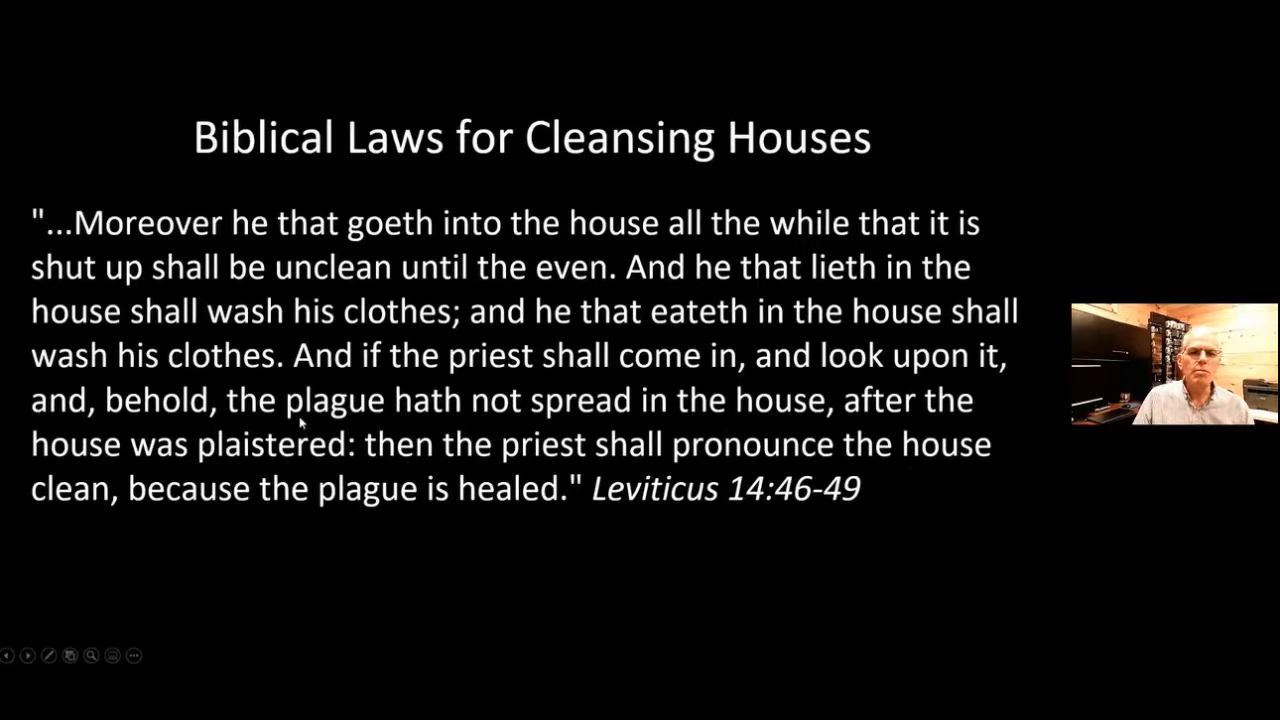 Biblical Laws for Cleansing Houses
"...Moreover he that goeth into the house all the while that it is
shut up shall be unclean until the even. And he that lieth in the
house shall wash his clothes; and he that eateth in the house shall
wash his clothes. And if the priest shall come in, and look upon it,
and, behold, the plague hath not spread in the house, after the
house was plaistered: then the priest shall pronounce the house
clean, because the plague is healed." Leviticus 14:46-49